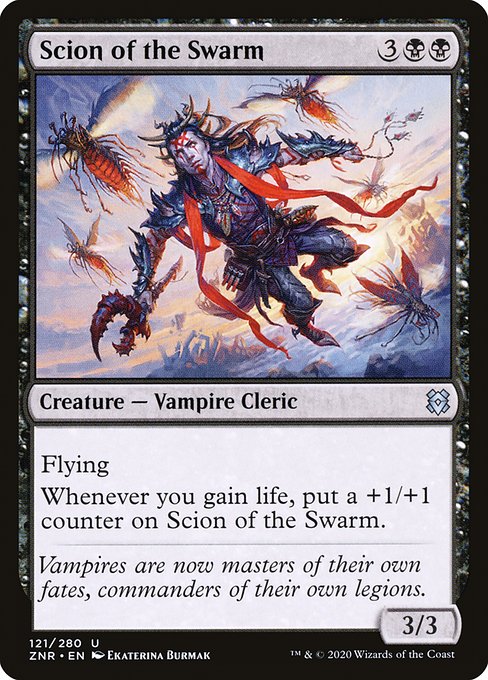 Scion of the Swarm 3
Creature — Vampire Cleric
Flying
Whenever you gain life, put a +1/+1
counter on Scion of the Swarm.
Vampires are now masters of their own
fates, commanders of their own legions.
3/3
121/280 U
ZNR • EN Ekaterina Burmak
™ & © 2020 Wizards of the Coast